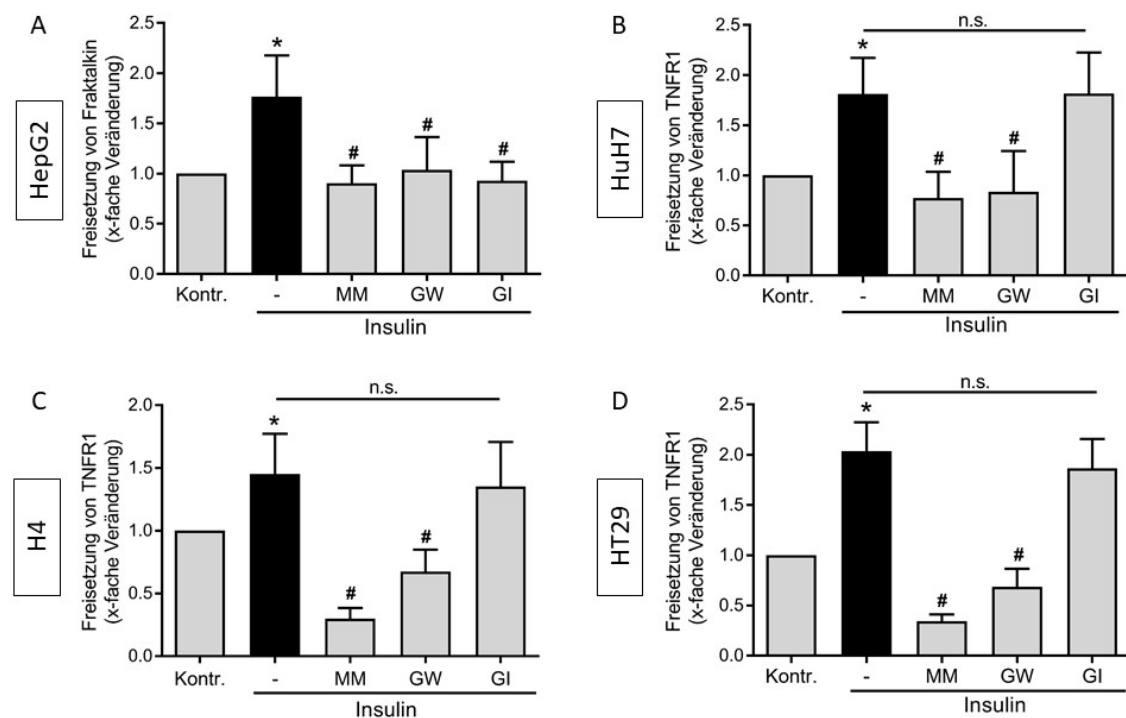 A
HepG2
Freisetzung von Fraktalkin
(x-fache Veränderung)
2.5
2.0
1.5
1.0
0.5
0.0
*
#
#
#
Kontr. - MM GW GI
Insulin
B
HuH7
Freisetzung von TNFR1
(x-fache Veränderung)
2.5
2.0
1.5
1.0
0.5
0.0
n.s.
*
#
#
Kontr. - MM GW GI
Insulin
C
H4
Freisetzung von TNFR1
(x-fache Veränderung)
2.0
1.5
1.0
0.5
0.0
n.s.
*
#
#
Kontr. - MM GW GI
Insulin
D
HT29
Freisetzung von TNFR1
(x-fache Veränderung)
2.5
2.0
1.5
1.0
0.5
0.0
n.s.
*
#
#
Kontr. - MM GW GI
Insulin